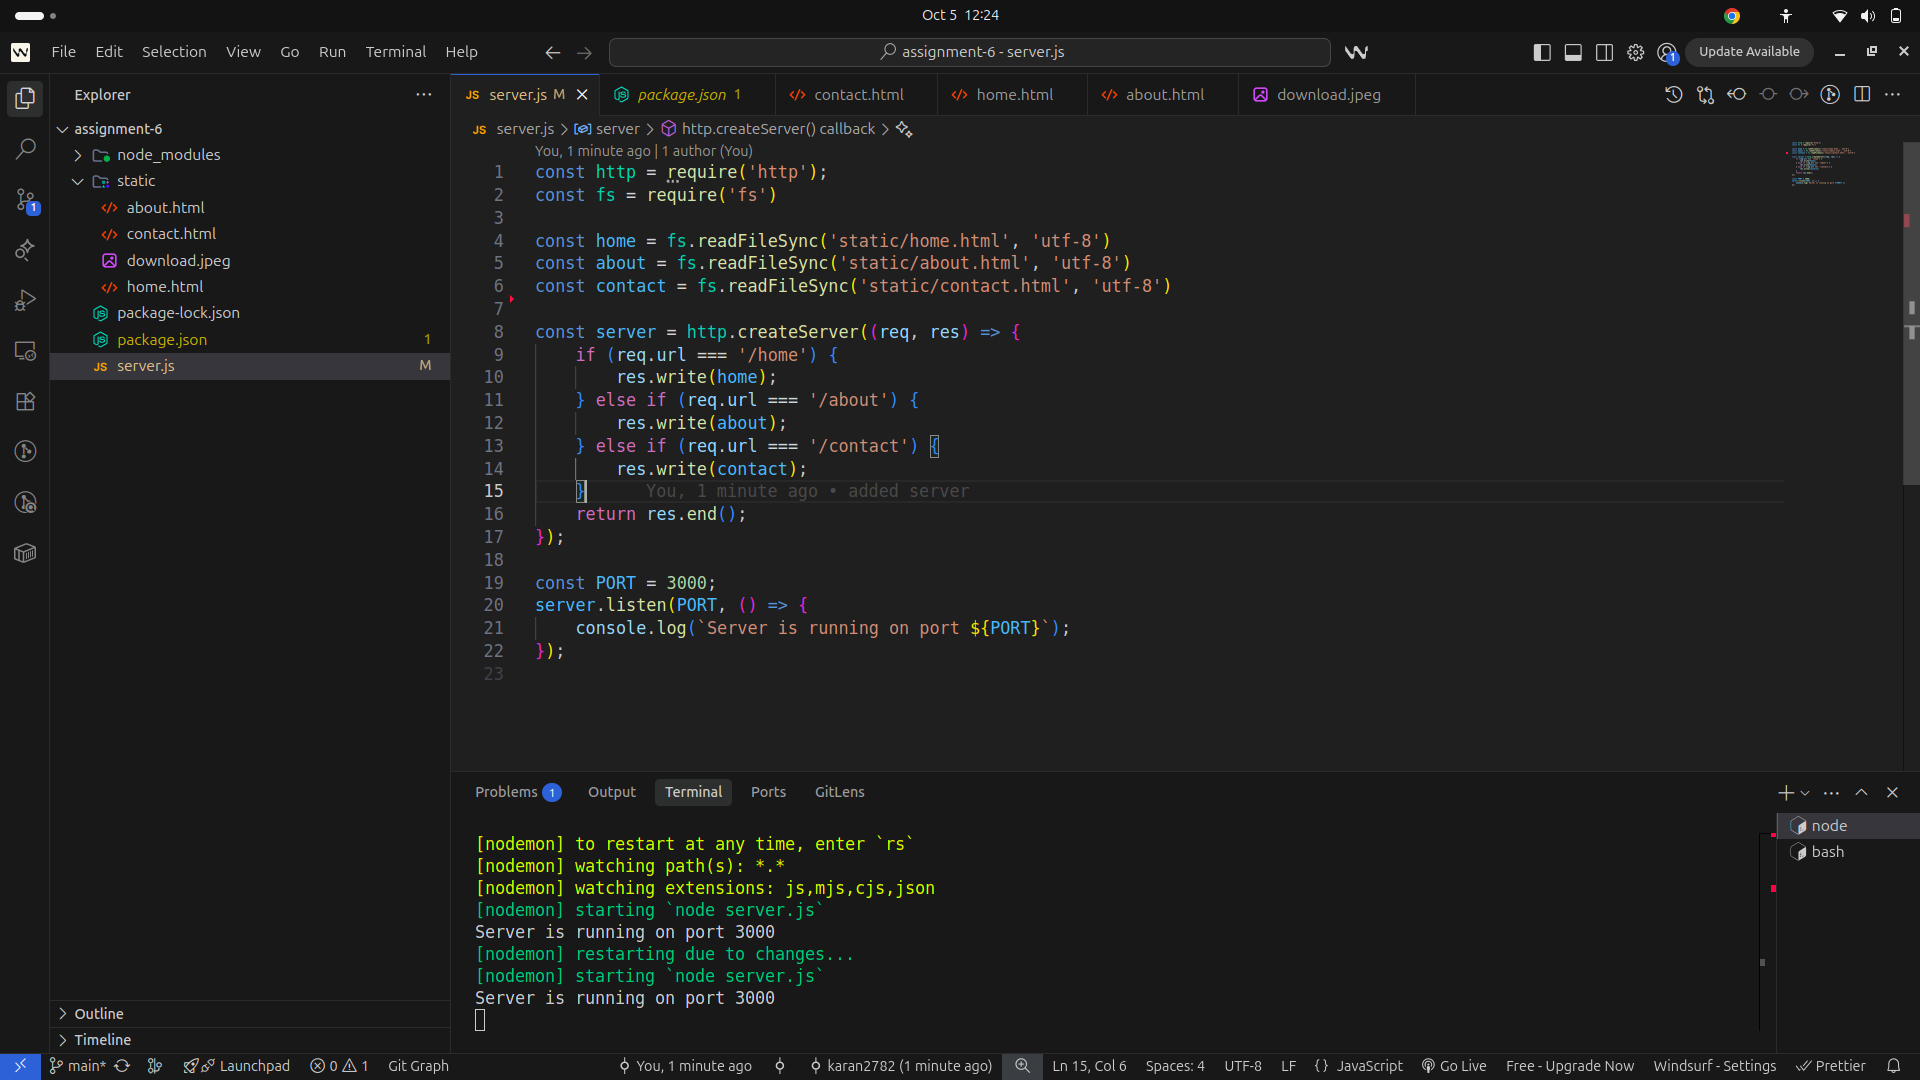 Oct 5 12:24
File Edit Selection View Go Run Terminal Help
assignment-6 - server.js
1
Update Available
Explorer
server.js M
package.json 1
contact.html
home.html
about.html
download.jpeg
assignment-6
node_modules
static
about.html
contact.html
download.jpeg
home.html
package-lock.json
package.json 1
server.js M
1
server.js > server > http.createServer() callback >
You, 1 minute ago | 1 author (You)
1 const http = require('http');
2 const fs = require('fs')
3
4 const home = fs.readFileSync('static/home.html', 'utf-8')
5 const about = fs.readFileSync('static/about.html', 'utf-8')
6 const contact = fs.readFileSync('static/contact.html', 'utf-8')
7
8 const server = http.createServer((req, res) => {
9 if (req.url === '/home') {
10 res.write(home);
11 } else if (req.url === '/about') {
12 res.write(about);
13 } else if (req.url === '/contact') {
14 res.write(contact);
15 } You, 1 minute ago • added server
16 return res.end();
17 });
18
19 const PORT = 3000;
20 server.listen(PORT, () => {
21 console.log(`Server is running on port ${PORT}`);
22 });
23
Problems 1 Output Terminal Ports GitLens
[nodemon] to restart at any time, enter `rs`
[nodemon] watching path(s): *.*
[nodemon] watching extensions: js,mjs,cjs,json
[nodemon] starting `node server.js`
Server is running on port 3000
[nodemon] restarting due to changes...
[nodemon] starting `node server.js`
Server is running on port 3000
node
bash
Outline
Timeline
main* Launchpad 0 1 Git Graph You, 1 minute ago karan2782 (1 minute ago) Ln 15, Col 6 Spaces: 4 UTF-8 LF {} JavaScript Go Live Free - Upgrade Now Windsurf - Settings Prettier